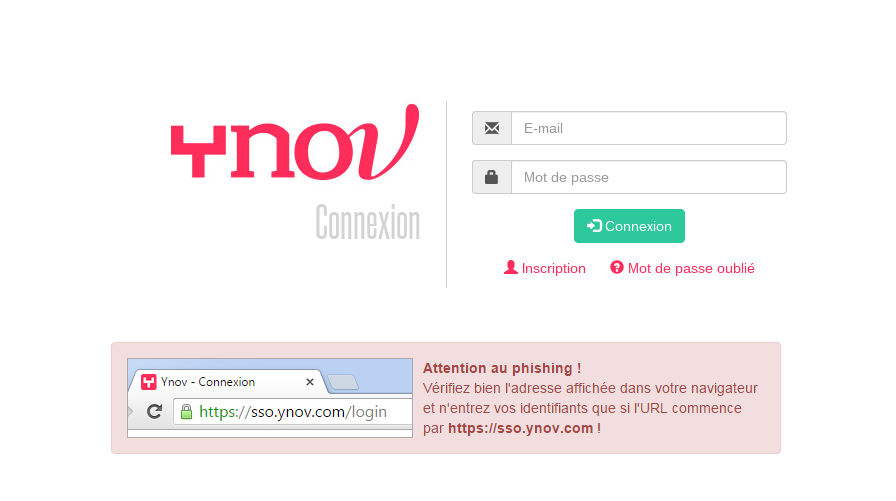 Ynov
Connexion
E-mail
Mot de passe
Connexion
Inscription
Mot de passe oublié
Ynov - Connexion
https://sso.ynov.com/login
Attention au phishing !
Vérifiez bien l'adresse affichée dans votre navigateur
et n'entrez vos identifiants que si l'URL commence
par https://sso.ynov.com !